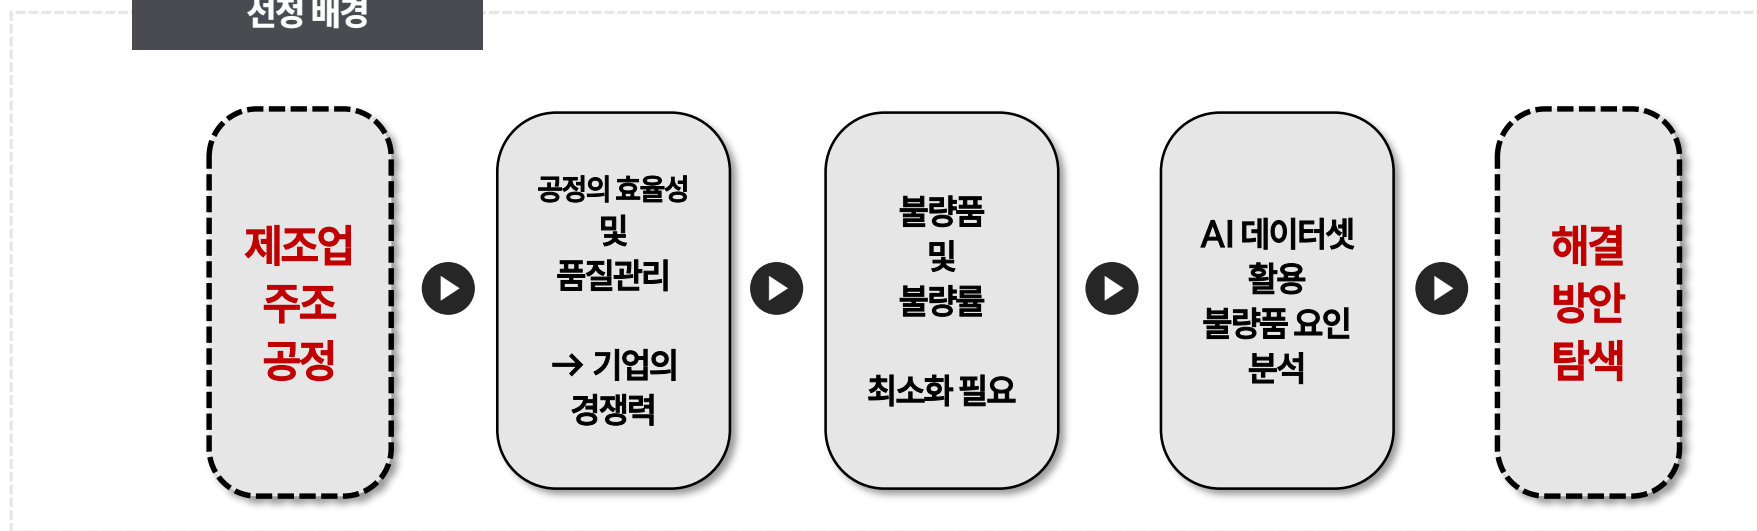 선정 배경
제조업
주조
공정
공정의 효율성
및
품질관리
→ 기업의
경쟁력
불량품
및
불량률
최소화 필요
AI 데이터셋
활용
불량품 요인
분석
해결
방안
탐색